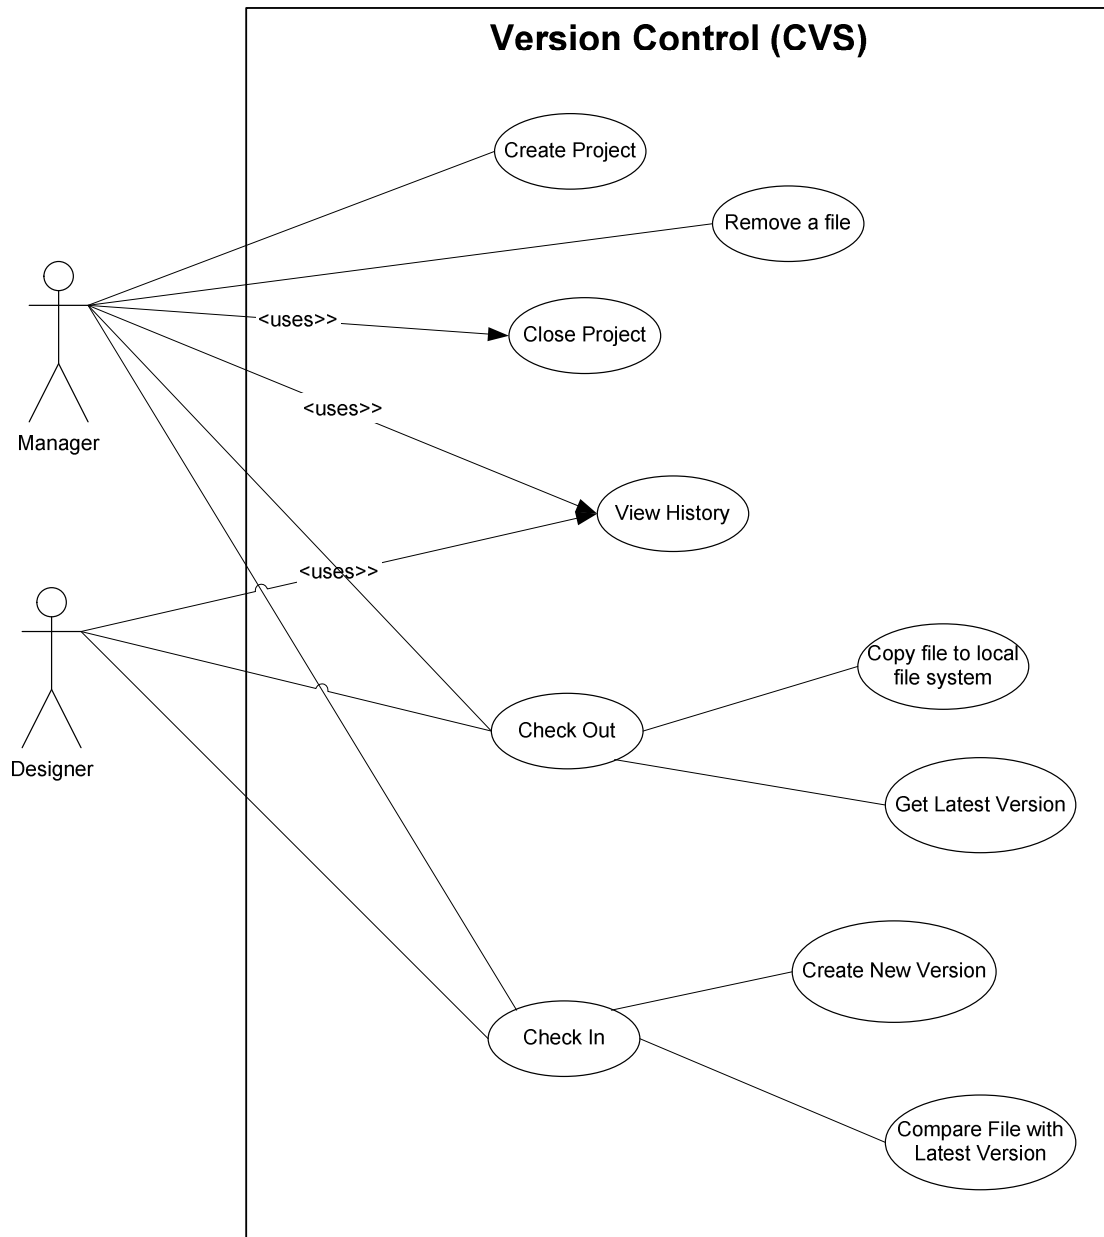 Version Control (CVS)
Create Project
Remove a file
<uses>>
Close Project
Manager
<uses>>
View History
<uses>>
Designer
Copy file to local
file system
Check Out
Get Latest Version
Create New Version
Check In
Compare File with
Latest Version